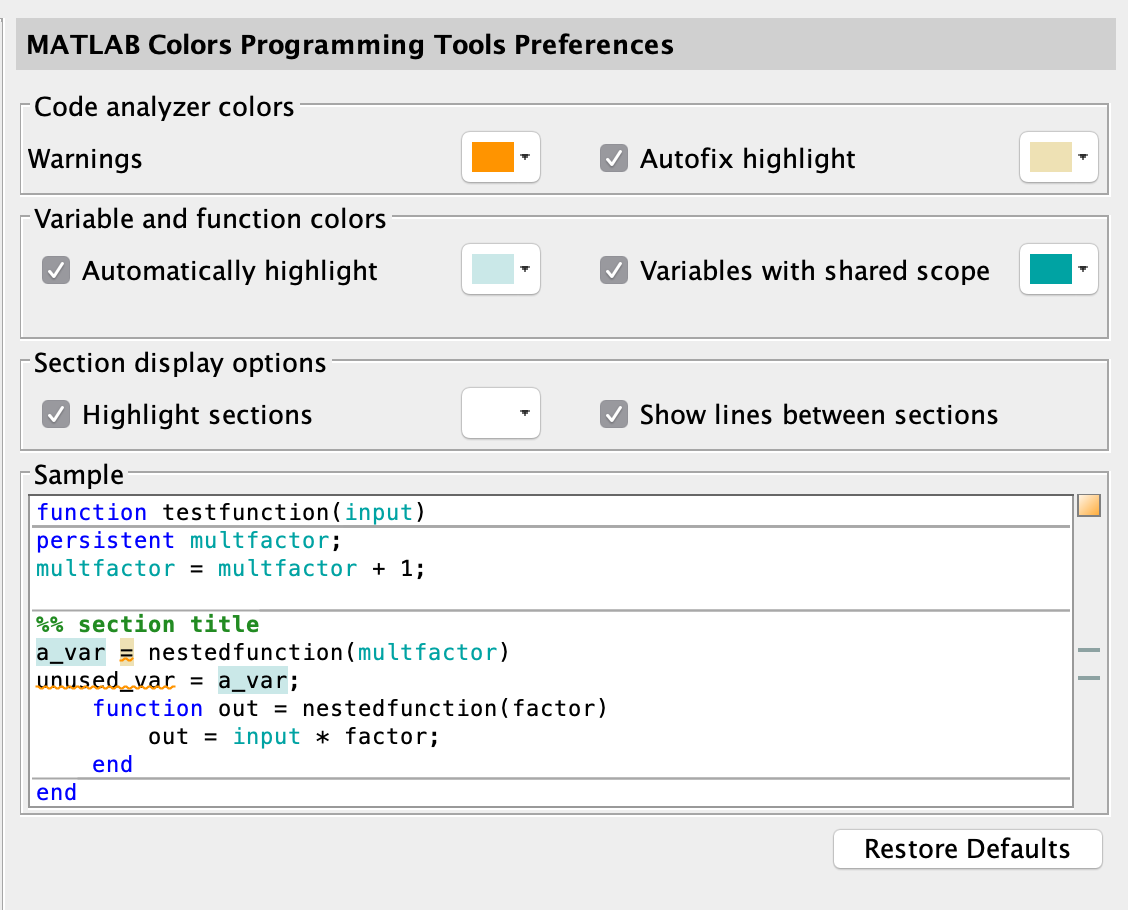 MATLAB Colors Programming Tools Preferences
Code analyzer colors
Warnings
Autofix highlight
Variable and function colors
Automatically highlight
Variables with shared scope
Section display options
Highlight sections
Show lines between sections
Sample
function testfunction(input)
persistent multfactor;
multfactor = multfactor + 1;
%% section title
a_var = nestedfunction(multfactor)
unused_var = a_var;
    function out = nestedfunction(factor)
        out = input * factor;
    end
end
Restore Defaults